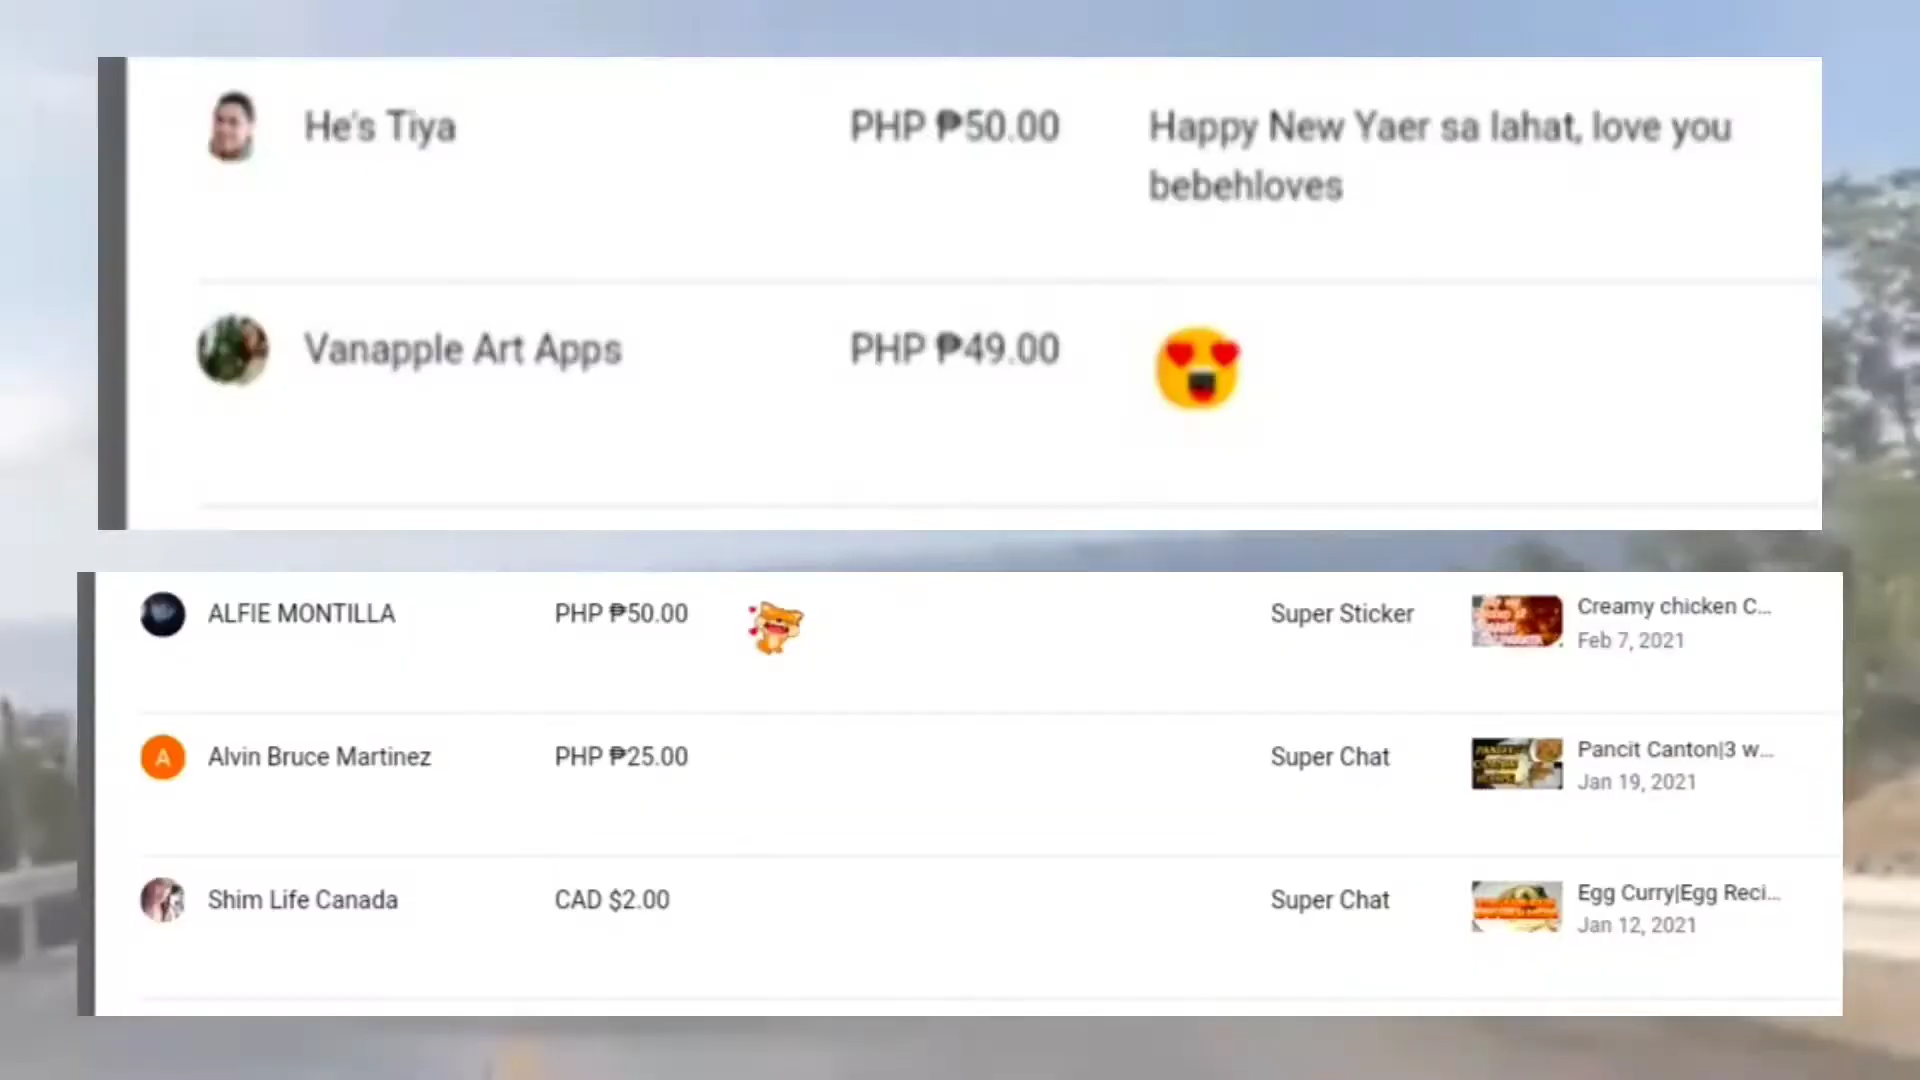 He's Tiya PHP ₱50.00 Happy New Yaer sa lahat, love you
bebehloves
Vanapple Art Apps PHP ₱49.00
ALFIE MONTILLA PHP ₱50.00 Super Sticker Creamy chicken C...
Feb 7, 2021
A Alvin Bruce Martinez PHP ₱25.00 Super Chat Pancit Canton|3 w...
Jan 19, 2021
Shim Life Canada CAD $2.00 Super Chat Egg Curry|Egg Reci...
Jan 12, 2021